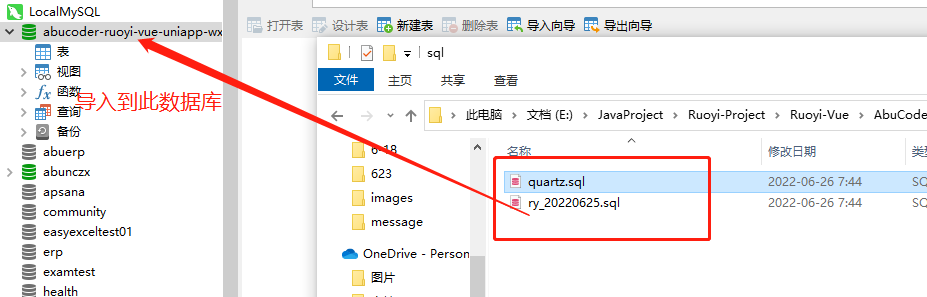 LocalMySQL
abucoder-ruoyi-vue-uniapp-wx
表
视图
函数
查询
备份
abuerp
abunczx
apsana
community
easyexceltest01
erp
examtest
health
导入到此数据库
打开表 设计表 新建表 删除表 导入向导 导出向导
sql
文件 主页 共享 查看
此电脑 文档 (E:) JavaProject Ruoyi-Project Ruoyi-Vue AbuCoder
6-18
623
images
message
OneDrive - Person
图片
名称 修改日期 类
quartz.sql 2022-06-26 7:44 SQ
ry_20220625.sql 2022-06-26 7:44 SQ